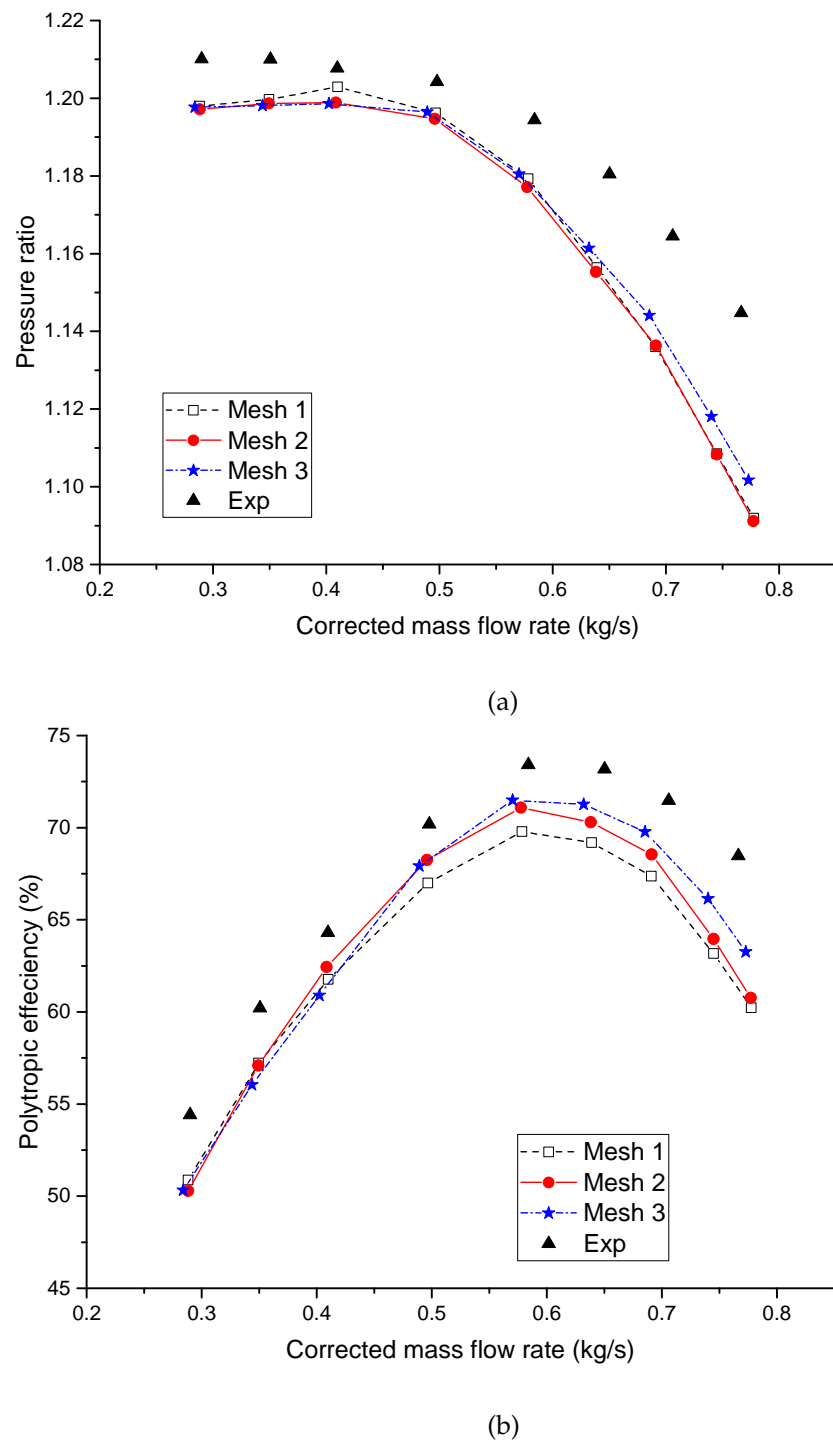 1.22
1.20
1.18
1.16
1.14
1.12
1.10
1.08
Pressure ratio
Mesh 1
Mesh 2
Mesh 3
Exp
0.2 0.3 0.4 0.5 0.6 0.7 0.8
Corrected mass flow rate (kg/s)
(a)
75
70
65
60
55
50
45
Polytropic effeciency (%)
Mesh 1
Mesh 2
Mesh 3
Exp
0.2 0.3 0.4 0.5 0.6 0.7 0.8
Corrected mass flow rate (kg/s)
(b)